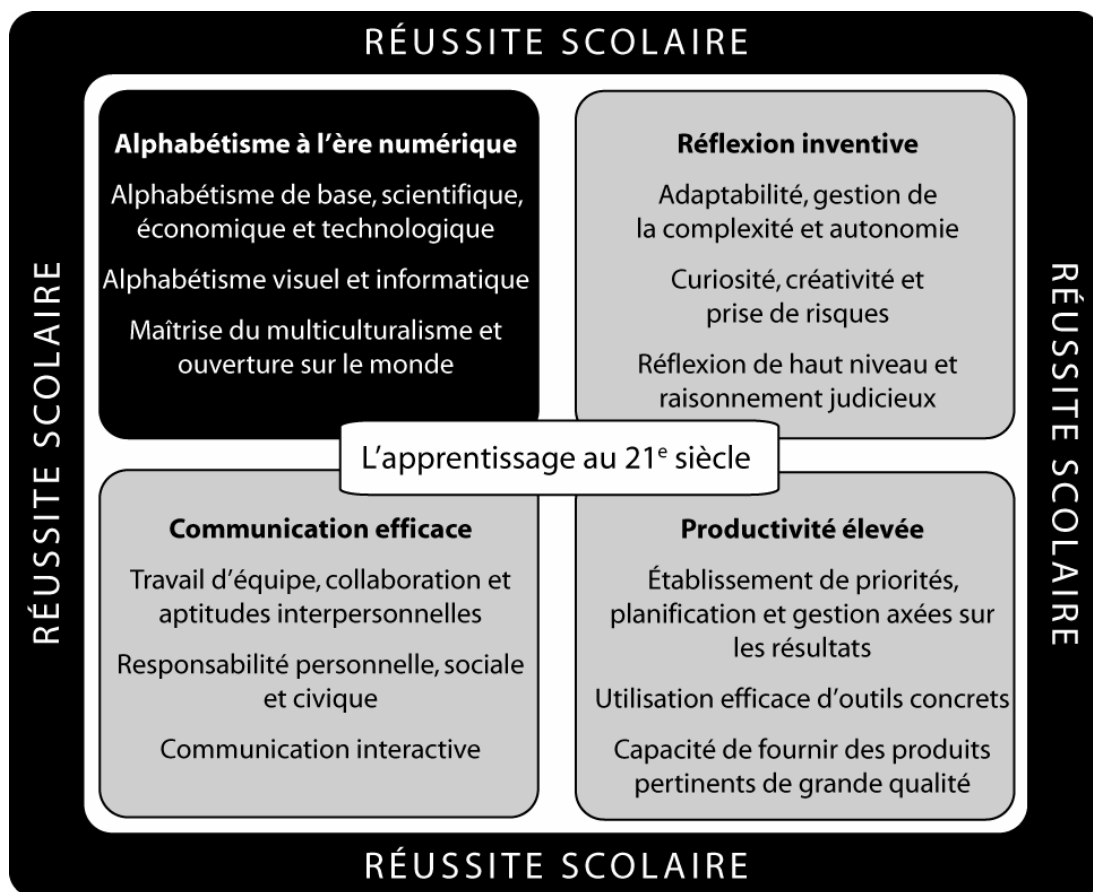 RÉUSSITE SCOLAIRE
RÉUSSITE SCOLAIRE
Alphabétisme à l’ère numérique
Alphabétisme de base, scientifique,
économique et technologique
Alphabétisme visuel et informatique
Maîtrise du multiculturalisme et
ouverture sur le monde
Réflexion inventive
Adaptabilité, gestion de
la complexité et autonomie
Curiosité, créativité et
prise de risques
Réflexion de haut niveau et
raisonnement judicieux
L’apprentissage au 21e siècle
Communication efficace
Travail d’équipe, collaboration et
aptitudes interpersonnelles
Responsabilité personnelle, sociale
et civique
Communication interactive
Productivité élevée
Établissement de priorités,
planification et gestion axées sur
les résultats
Utilisation efficace d’outils concrets
Capacité de fournir des produits
pertinents de grande qualité
RÉUSSITE SCOLAIRE
RÉUSSITE SCOLAIRE